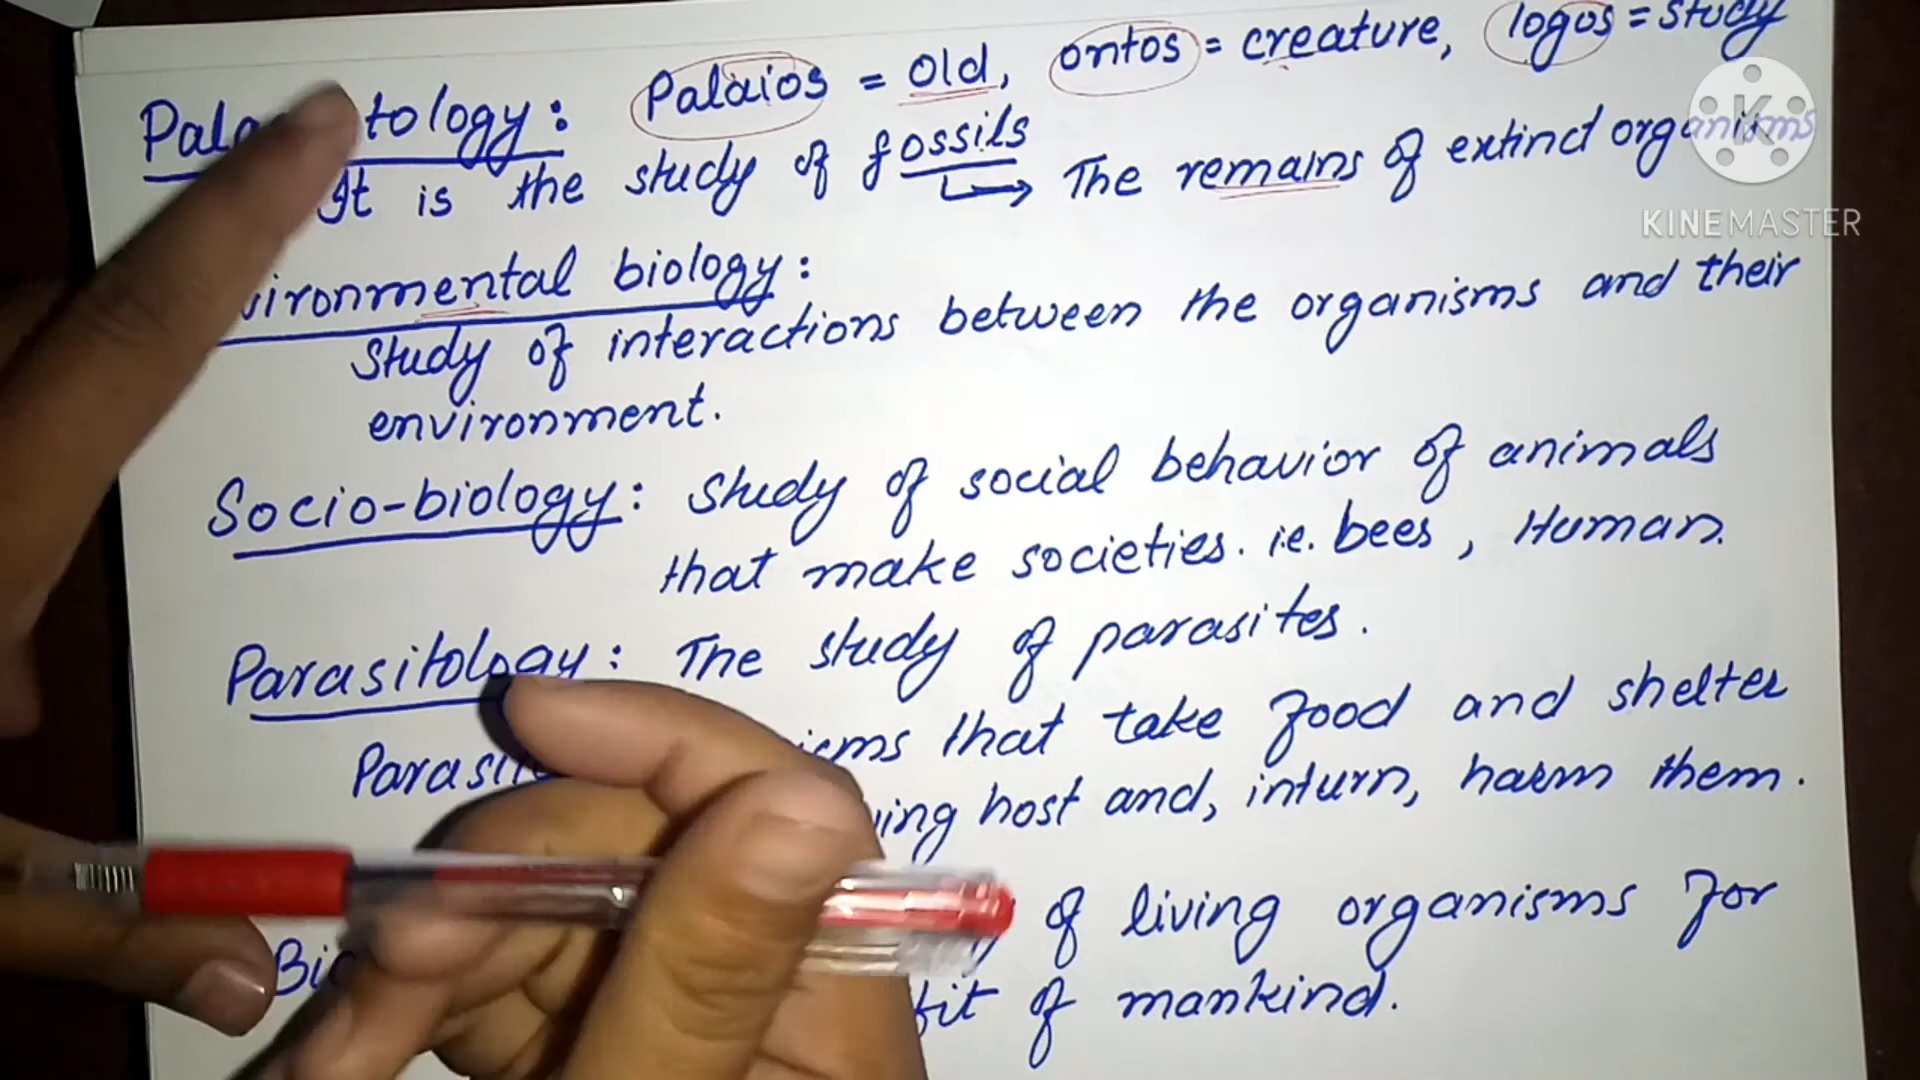 Palaios = old, ontos = creature, logos = study
tology:
It is the study of fossils → The remains of extinct organisms
KINEMASTER
vironmental biology:
Study of interactions between the organisms and their
environment.
Socio-biology: Study of social behavior of animals
that make societies. i.e. bees, Human.
Parasitology: The study of parasites.
that take food and shelter
host and, inturn, harm them.
of living organisms for
of mankind.